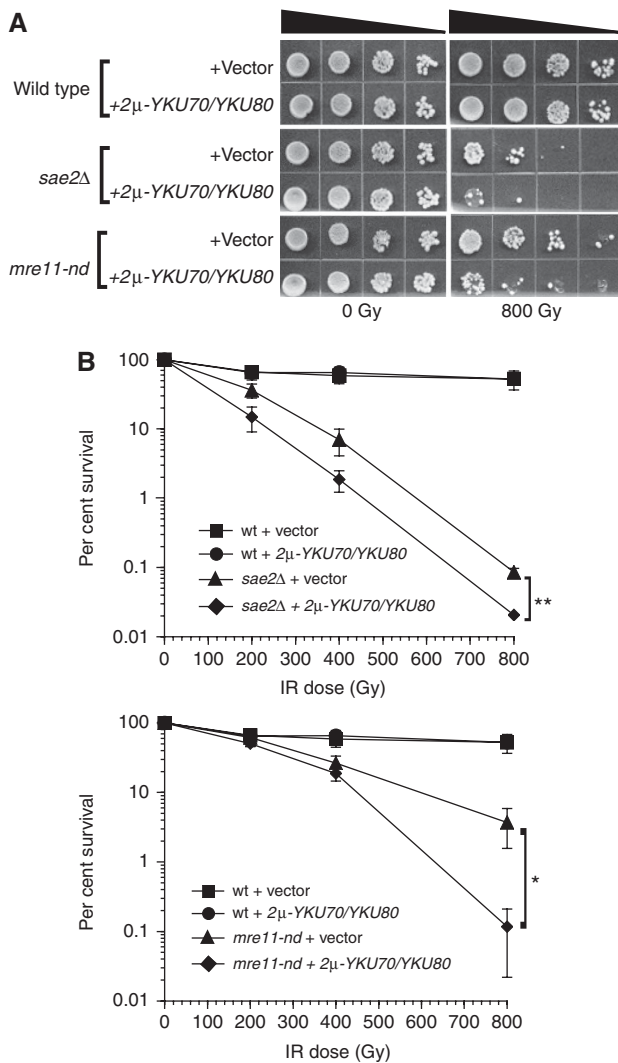 A
Wild type
+Vector
+2µ-YKU70/YKU80
sae2Δ
+Vector
+2µ-YKU70/YKU80
mre11-nd
+Vector
+2µ-YKU70/YKU80
0 Gy
800 Gy
B
100
10
1
0.1
0.01
Per cent survival
wt + vector
wt + 2µ-YKU70/YKU80
sae2Δ + vector
sae2Δ + 2µ-YKU70/YKU80
**
0 100 200 300 400 500 600 700 800
IR dose (Gy)
100
10
1
0.1
0.01
Per cent survival
wt + vector
wt + 2µ-YKU70/YKU80
mre11-nd + vector
mre11-nd + 2µ-YKU70/YKU80
*
0 100 200 300 400 500 600 700 800
IR dose (Gy)